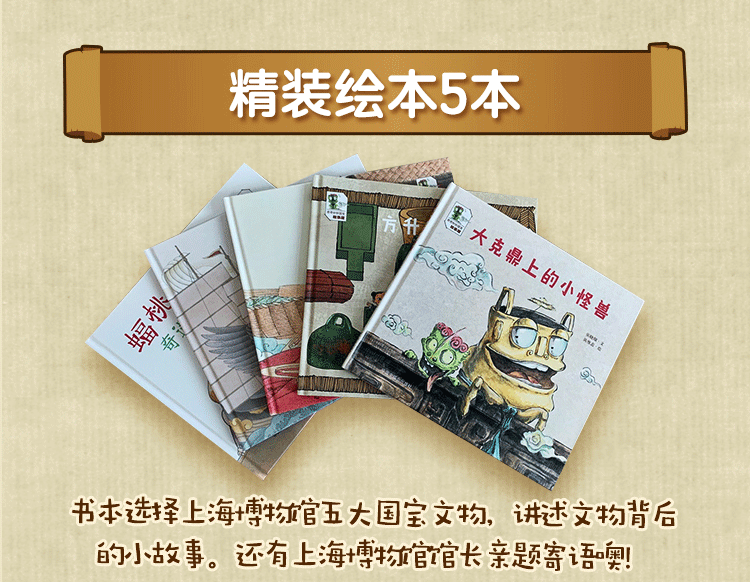 精装绘本5本
大克鼎上的小怪兽
方升
蟠桃
奇
书本选择上海博物馆五大国宝文物，讲述文物背后
的小故事。还有上海博物馆馆长亲题寄语噢！